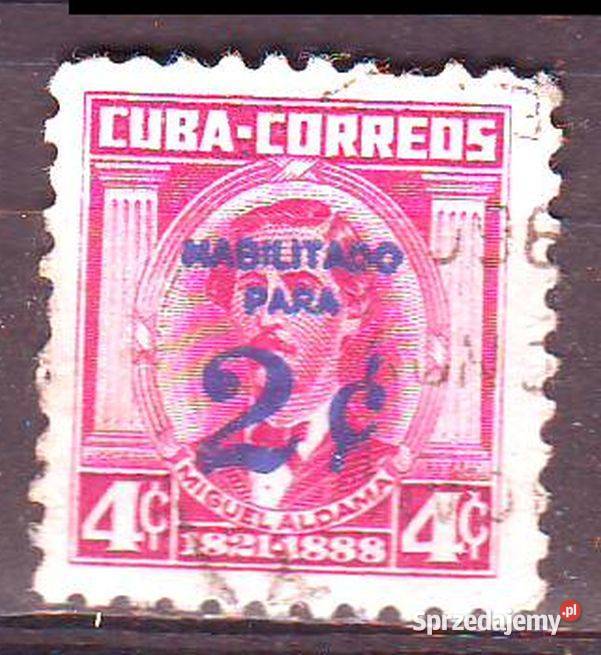 CUBA-CORREOS
HABILITADO
PARA
2¢
MIGUEL ALDAMA
4¢ 1821-1888 4¢
sprzedajemy.pl